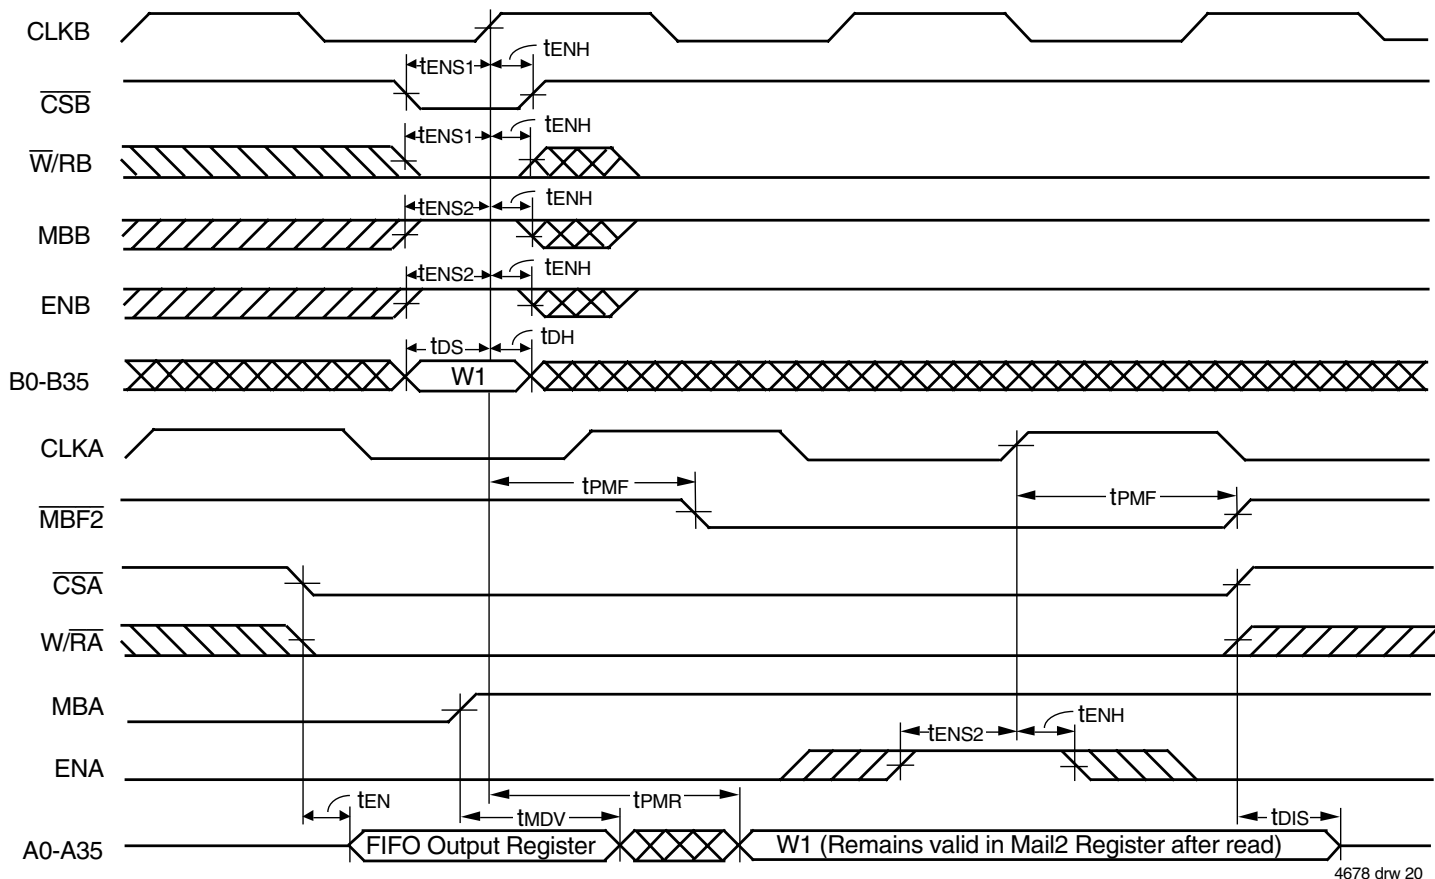 CLKB
tENS1 tENH
CSB
tENS1 tENH
W/RB
tENS2 tENH
MBB
tENS2 tENH
ENB
tDS tDH
B0-B35 W1
CLKA
tPMF tPMF
MBF2
CSA
W/RA
MBA
tENS2 tENH
ENA
tEN tMDV tPMR tDIS
A0-A35 FIFO Output Register W1 (Remains valid in Mail2 Register after read)
4678 drw 20